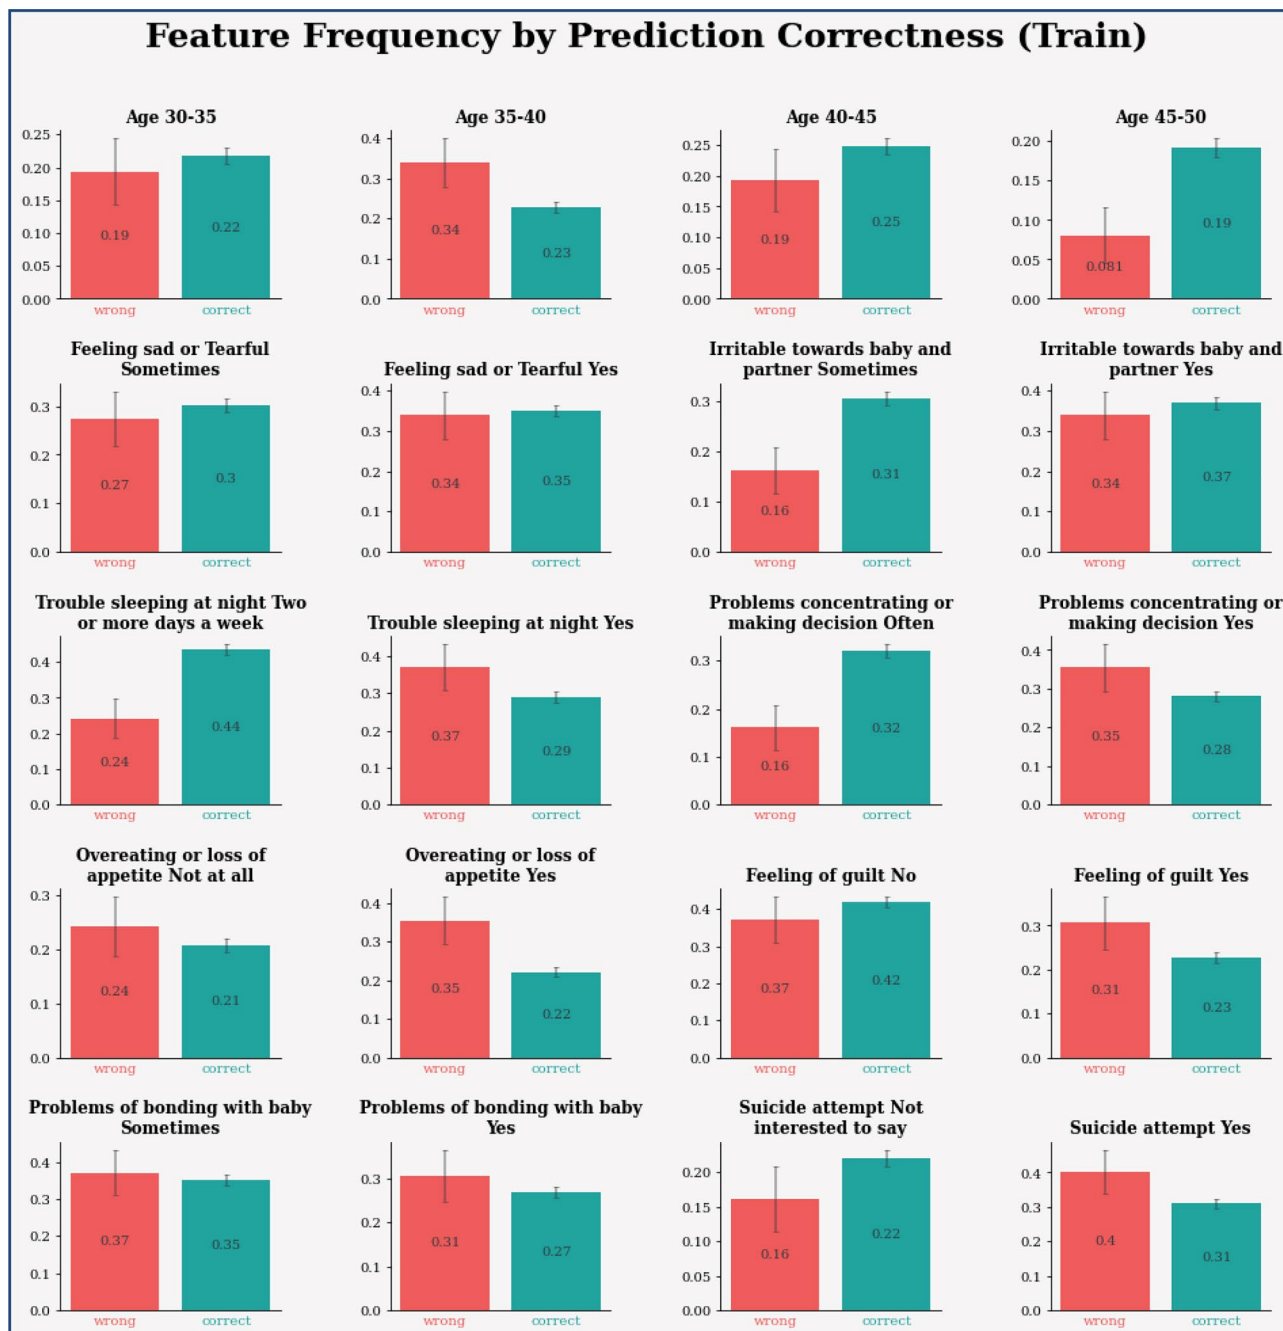 Feature Frequency by Prediction Correctness (Train)
Age 30-35
0.25
0.20
0.15
0.10
0.05
0.00
0.19
0.22
wrong
correct
Age 35-40
0.4
0.3
0.2
0.1
0.0
0.34
0.23
wrong
correct
Age 40-45
0.25
0.20
0.15
0.10
0.05
0.00
0.19
0.25
wrong
correct
Age 45-50
0.20
0.15
0.10
0.05
0.00
0.081
0.19
wrong
correct
Feeling sad or Tearful
Sometimes
0.3
0.2
0.1
0.0
0.27
0.3
wrong
correct
Feeling sad or Tearful Yes
0.4
0.3
0.2
0.1
0.0
0.34
0.35
wrong
correct
Irritable towards baby and
partner Sometimes
0.3
0.2
0.1
0.0
0.16
0.31
wrong
correct
Irritable towards baby and
partner Yes
0.4
0.3
0.2
0.1
0.0
0.34
0.37
wrong
correct
Trouble sleeping at night Two
or more days a week
0.4
0.3
0.2
0.1
0.0
0.24
0.44
wrong
correct
Trouble sleeping at night Yes
0.4
0.3
0.2
0.1
0.0
0.37
0.29
wrong
correct
Problems concentrating or
making decision Often
0.3
0.2
0.1
0.0
0.16
0.32
wrong
correct
Problems concentrating or
making decision Yes
0.4
0.3
0.2
0.1
0.0
0.35
0.28
wrong
correct
Overeating or loss of
appetite Not at all
0.3
0.2
0.1
0.0
0.24
0.21
wrong
correct
Overeating or loss of
appetite Yes
0.4
0.3
0.2
0.1
0.0
0.35
0.22
wrong
correct
Feeling of guilt No
0.4
0.3
0.2
0.1
0.0
0.37
0.42
wrong
correct
Feeling of guilt Yes
0.3
0.2
0.1
0.0
0.31
0.23
wrong
correct
Problems of bonding with baby
Sometimes
0.4
0.3
0.2
0.1
0.0
0.37
0.35
wrong
correct
Problems of bonding with baby
Yes
0.3
0.2
0.1
0.0
0.31
0.27
wrong
correct
Suicide attempt Not
interested to say
0.20
0.15
0.10
0.05
0.00
0.16
0.22
wrong
correct
Suicide attempt Yes
0.4
0.3
0.2
0.1
0.0
0.4
0.31
wrong
correct